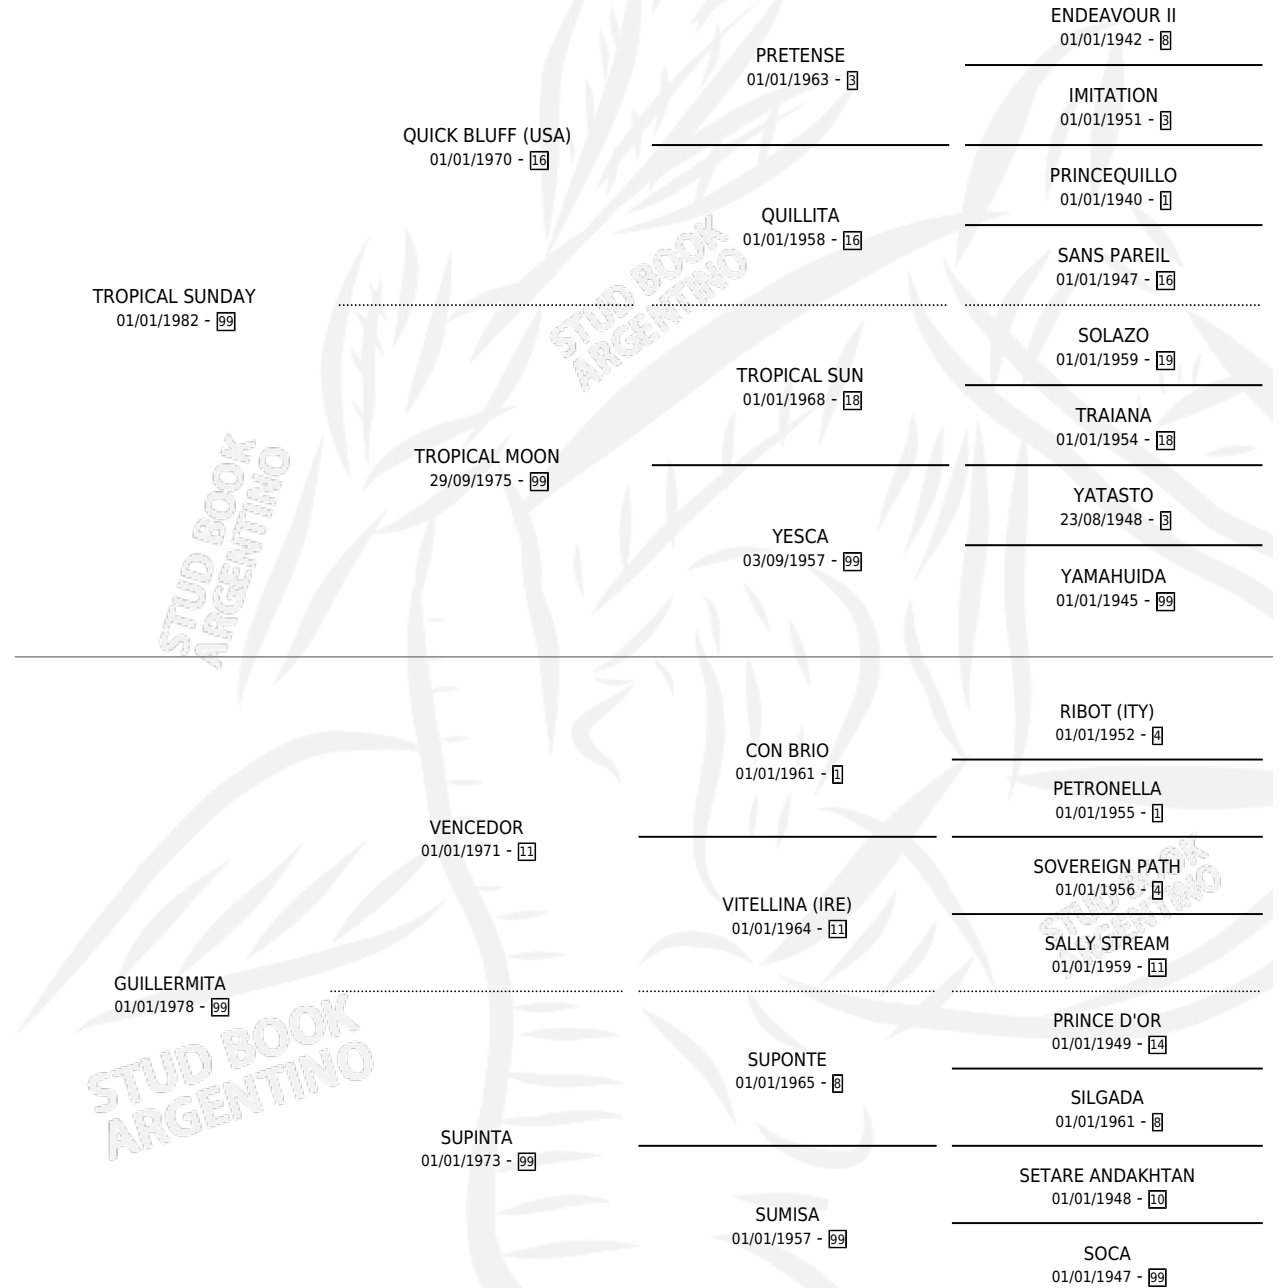 ENDEAVOUR II
01/01/1942 - 8
PRETENSE
01/01/1963 - 3
IMITATION
01/01/1951 - 3
QUICK BLUFF (USA)
01/01/1970 - 16
PRINCEQUILLO
01/01/1940 - 1
QUILLITA
01/01/1958 - 16
SANS PAREIL
01/01/1947 - 16
TROPICAL SUNDAY
01/01/1982 - 99
SOLAZO
01/01/1959 - 19
TROPICAL SUN
01/01/1968 - 18
TRAIANA
01/01/1954 - 18
TROPICAL MOON
29/09/1975 - 99
YATASTO
23/08/1948 - 3
YESCA
03/09/1957 - 99
YAMAHUIDA
01/01/1945 - 99
STUD BOOK
ARGENTINO
STUD BOOK
ARGENTINO
RIBOT (ITY)
01/01/1952 - 4
CON BRIO
01/01/1961 - 1
PETRONELLA
01/01/1955 - 1
VENCEDOR
01/01/1971 - 11
SOVEREIGN PATH
01/01/1956 - 4
VITELLINA (IRE)
01/01/1964 - 11
SALLY STREAM
01/01/1959 - 11
GUILLERMITA
01/01/1978 - 99
PRINCE D'OR
01/01/1949 - 14
SUPONTE
01/01/1965 - 8
SILGADA
01/01/1961 - 8
SUPINTA
01/01/1973 - 99
SETARE ANDAKHTAN
01/01/1948 - 10
SUMISA
01/01/1957 - 99
SOCA
01/01/1947 - 99
STUD BOOK
ARGENTINO
STUD BOOK
ARGENTINO